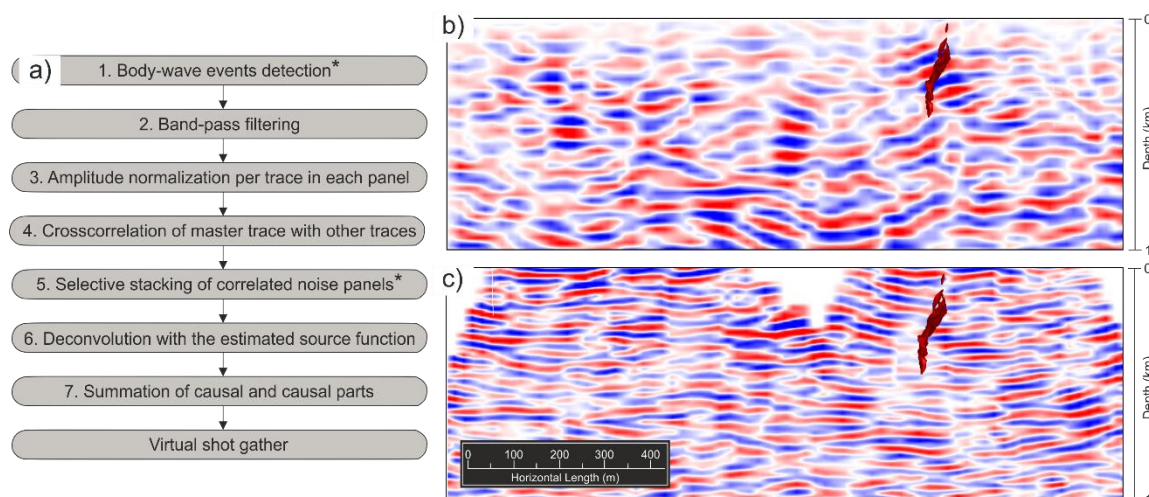 a)
1. Body-wave events detection*
2. Band-pass filtering
3. Amplitude normalization per trace in each panel
4. Crosscorrelation of master trace with other traces
5. Selective stacking of correlated noise panels*
6. Deconvolution with the estimated source function
7. Summation of causal and causal parts
Virtual shot gather
b)
0
Depth (km)
1
c)
0
Depth (km)
1
0 100 200 300 400
Horizontal Length (m)